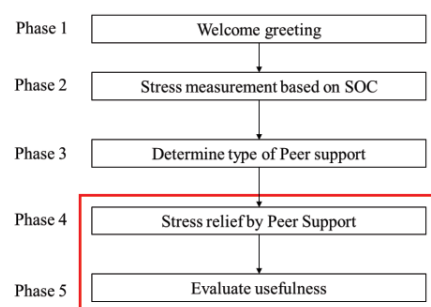 Phase 1 Welcome greeting
Phase 2 Stress measurement based on SOC
Phase 3 Determine type of Peer support
Phase 4 Stress relief by Peer Support
Phase 5 Evaluate usefulness